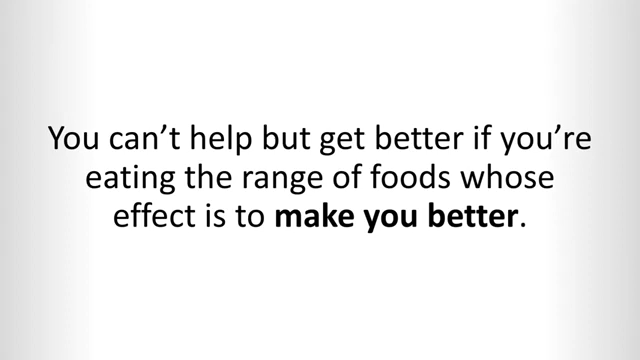 You can’t help but get better if you’re
eating the range of foods whose
effect is to make you better.